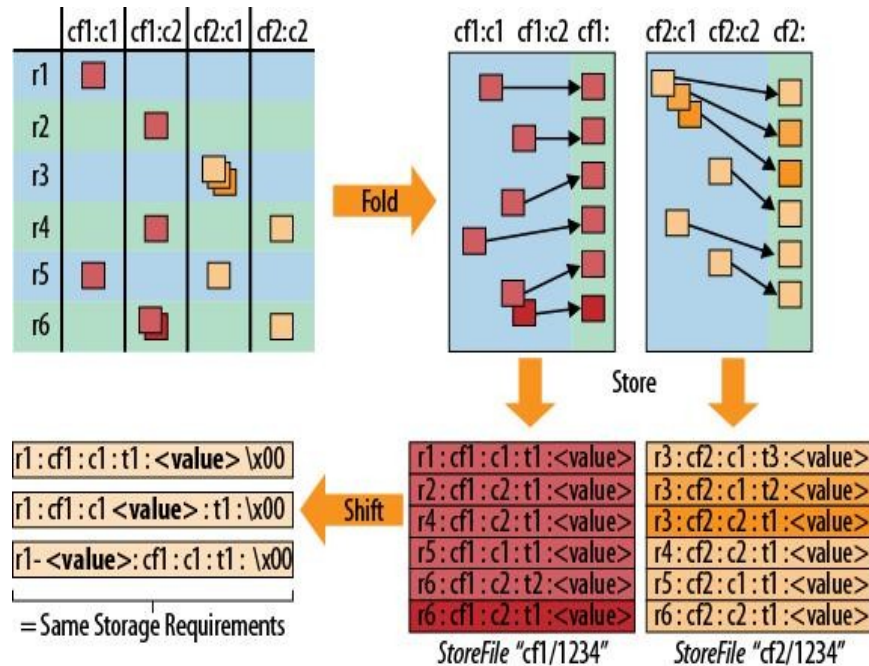 cf1:c1 cf1:c2 cf2:c1 cf2:c2
r1
r2
r3
r4
r5
r6
Fold
cf1:c1 cf1:c2 cf1:
cf2:c1 cf2:c2 cf2:
Store
r1 : cf1 : c1 : t1 : <value>
r2 : cf1 : c2 : t1 : <value>
r4 : cf1 : c2 : t1 : <value>
r5 : cf1 : c1 : t1 : <value>
r6 : cf1 : c2 : t2 : <value>
r6 : cf1 : c2 : t1 : <value>
StoreFile "cf1/1234"
r3 : cf2 : c1 : t3 : <value>
r3 : cf2 : c1 : t2 : <value>
r3 : cf2 : c2 : t1 : <value>
r4 : cf2 : c2 : t1 : <value>
r5 : cf2 : c1 : t1 : <value>
r6 : cf2 : c2 : t1 : <value>
StoreFile "cf2/1234"
Shift
r1 : cf1 : c1 : t1 : <value> \x00
r1 : cf1 : c1 <value> : t1 : \x00
r1- <value>: cf1 : c1 : t1 : \x00
= Same Storage Requirements